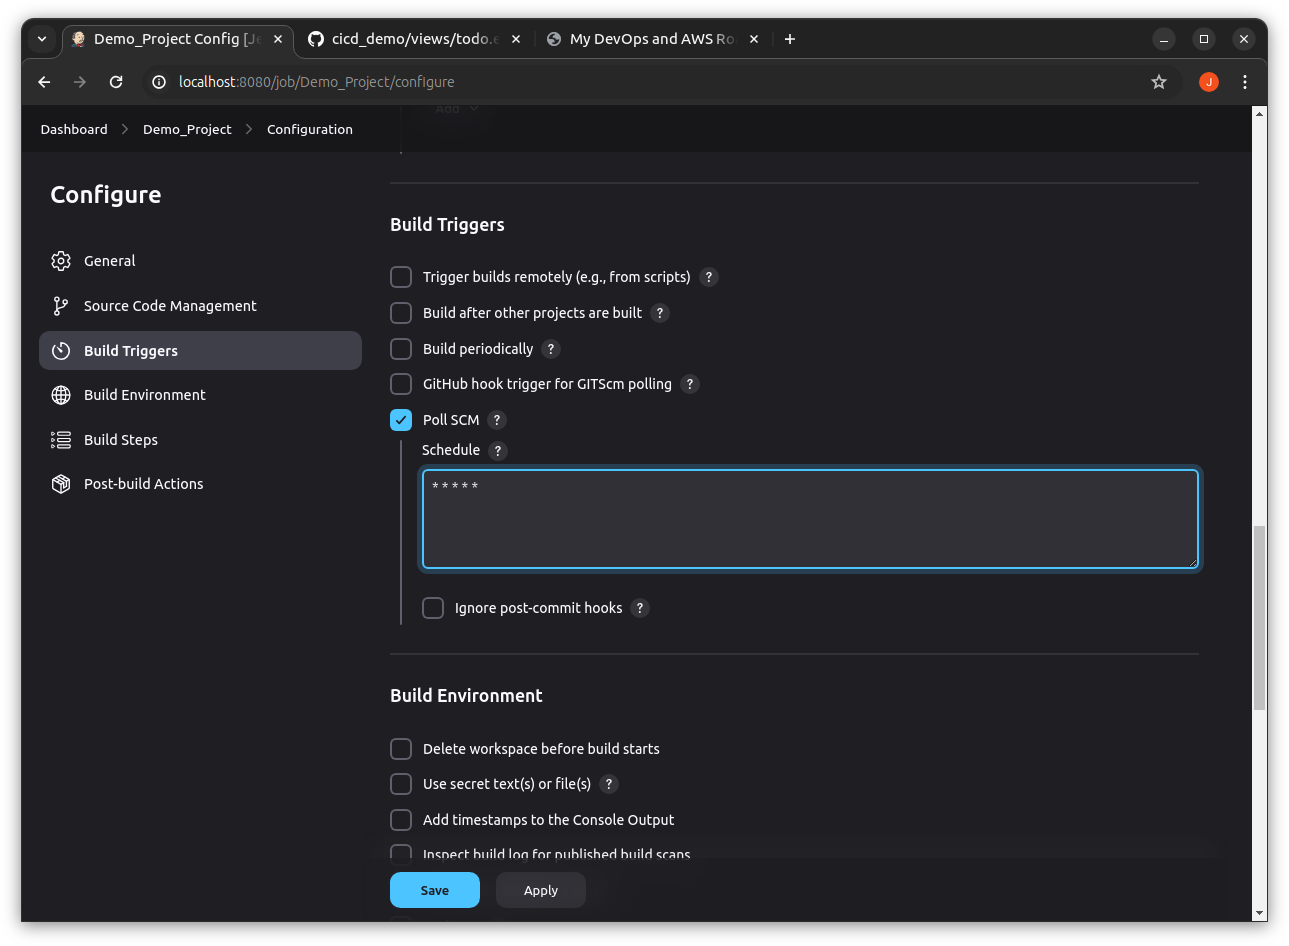 Demo_Project Config [Je
cicd_demo/views/todo.e
My DevOps and AWS Ro
localhost:8080/job/Demo_Project/configure
J
Add
Dashboard
Demo_Project
Configuration
Configure
General
Source Code Management
Build Triggers
Build Environment
Build Steps
Post-build Actions
Build Triggers
Trigger builds remotely (e.g., from scripts) ?
Build after other projects are built ?
Build periodically ?
GitHub hook trigger for GITScm polling ?
Poll SCM ?
Schedule ?
* * * * *
Ignore post-commit hooks ?
Build Environment
Delete workspace before build starts
Use secret text(s) or file(s) ?
Add timestamps to the Console Output
Inspect build log for published build scans
Save
Apply